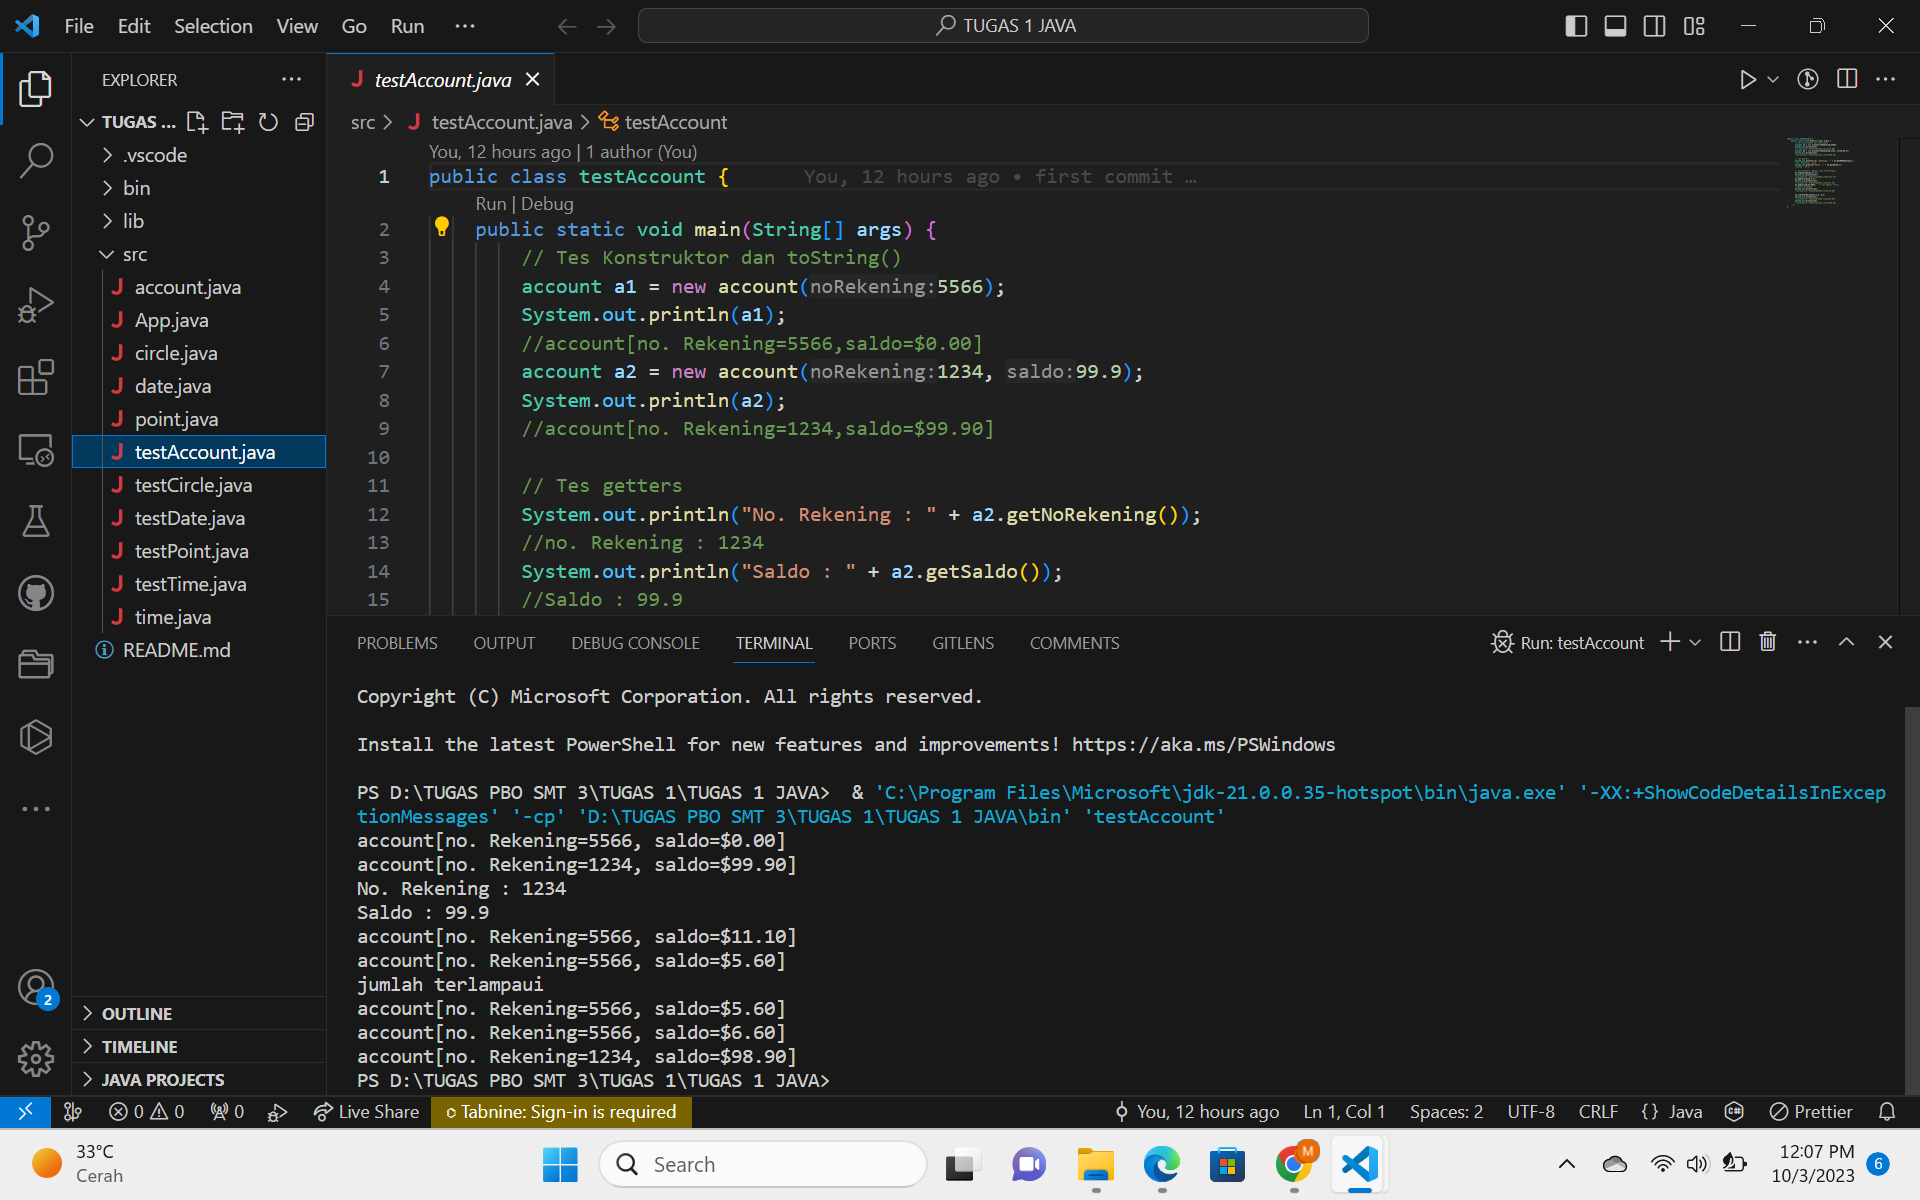 File Edit Selection View Go Run ··· TUGAS 1 JAVA
EXPLORER ···
TUGAS ...
.vscode
bin
lib
src
account.java
App.java
circle.java
date.java
point.java
testAccount.java
testCircle.java
testDate.java
testPoint.java
testTime.java
time.java
README.md
OUTLINE
TIMELINE
JAVA PROJECTS
testAccount.java
src > testAccount.java > testAccount
You, 12 hours ago | 1 author (You)
1 public class testAccount { You, 12 hours ago • first commit …
Run | Debug
2 public static void main(String[] args) {
3 // Tes Konstruktor dan toString()
4 account a1 = new account(noRekening:5566);
5 System.out.println(a1);
6 //account[no. Rekening=5566,saldo=$0.00]
7 account a2 = new account(noRekening:1234, saldo:99.9);
8 System.out.println(a2);
9 //account[no. Rekening=1234,saldo=$99.90]
10
11 // Tes getters
12 System.out.println("No. Rekening : " + a2.getNoRekening());
13 //no. Rekening : 1234
14 System.out.println("Saldo : " + a2.getSaldo());
15 //Saldo : 99.9
PROBLEMS OUTPUT DEBUG CONSOLE TERMINAL PORTS GITLENS COMMENTS Run: testAccount
Copyright (C) Microsoft Corporation. All rights reserved.
Install the latest PowerShell for new features and improvements! https://aka.ms/PSWindows
PS D:\TUGAS PBO SMT 3\TUGAS 1\TUGAS 1 JAVA>  & 'C:\Program Files\Microsoft\jdk-21.0.0.35-hotspot\bin\java.exe' '-XX:+ShowCodeDetailsInExcep
tionMessages' '-cp' 'D:\TUGAS PBO SMT 3\TUGAS 1\TUGAS 1 JAVA\bin' 'testAccount'
account[no. Rekening=5566, saldo=$0.00]
account[no. Rekening=1234, saldo=$99.90]
No. Rekening : 1234
Saldo : 99.9
account[no. Rekening=5566, saldo=$11.10]
account[no. Rekening=5566, saldo=$5.60]
jumlah terlampaui
account[no. Rekening=5566, saldo=$5.60]
account[no. Rekening=5566, saldo=$6.60]
account[no. Rekening=1234, saldo=$98.90]
PS D:\TUGAS PBO SMT 3\TUGAS 1\TUGAS 1 JAVA>
2
0 0 0 Live Share Tabnine: Sign-in is required You, 12 hours ago Ln 1, Col 1 Spaces: 2 UTF-8 CRLF {} Java Prettier
33°C
Cerah
Search
M
12:07 PM
10/3/2023
6